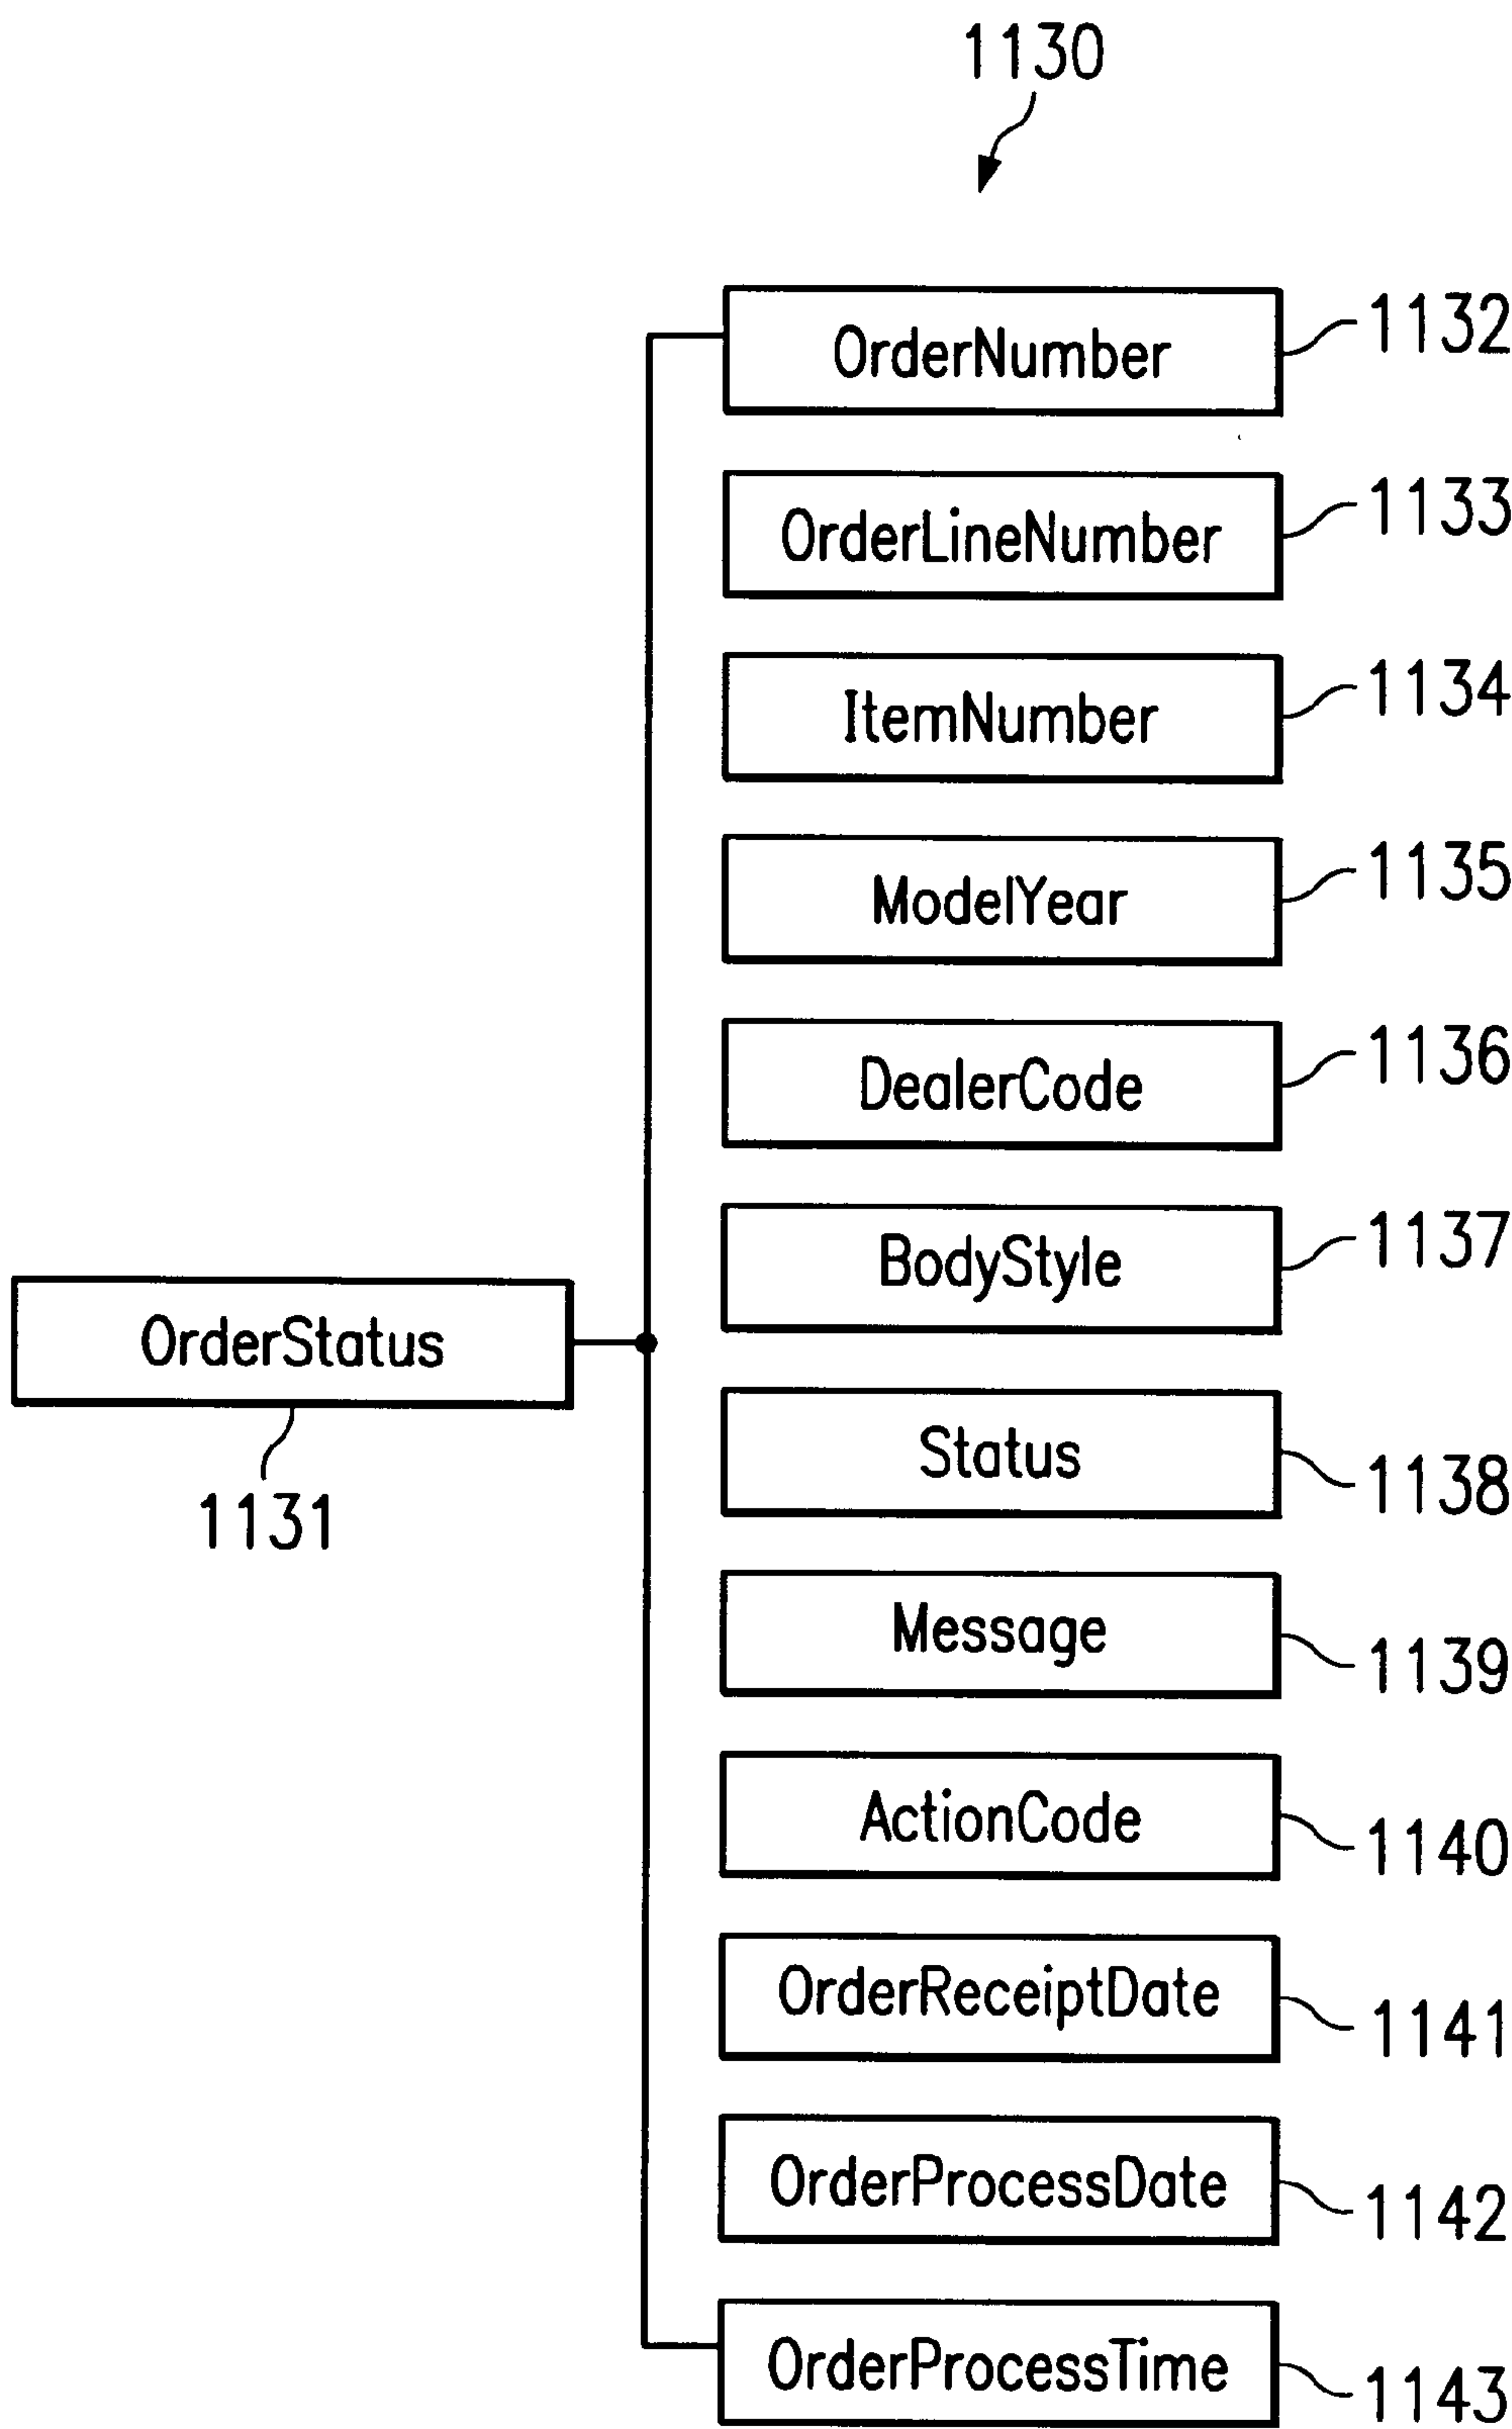 1130
OrderNumber 1132
OrderLineNumber 1133
ItemNumber 1134
ModelYear 1135
DealerCode 1136
BodyStyle 1137
OrderStatus
1131
Status 1138
Message 1139
ActionCode 1140
OrderReceiptDate 1141
OrderProcessDate 1142
OrderProcessTime 1143